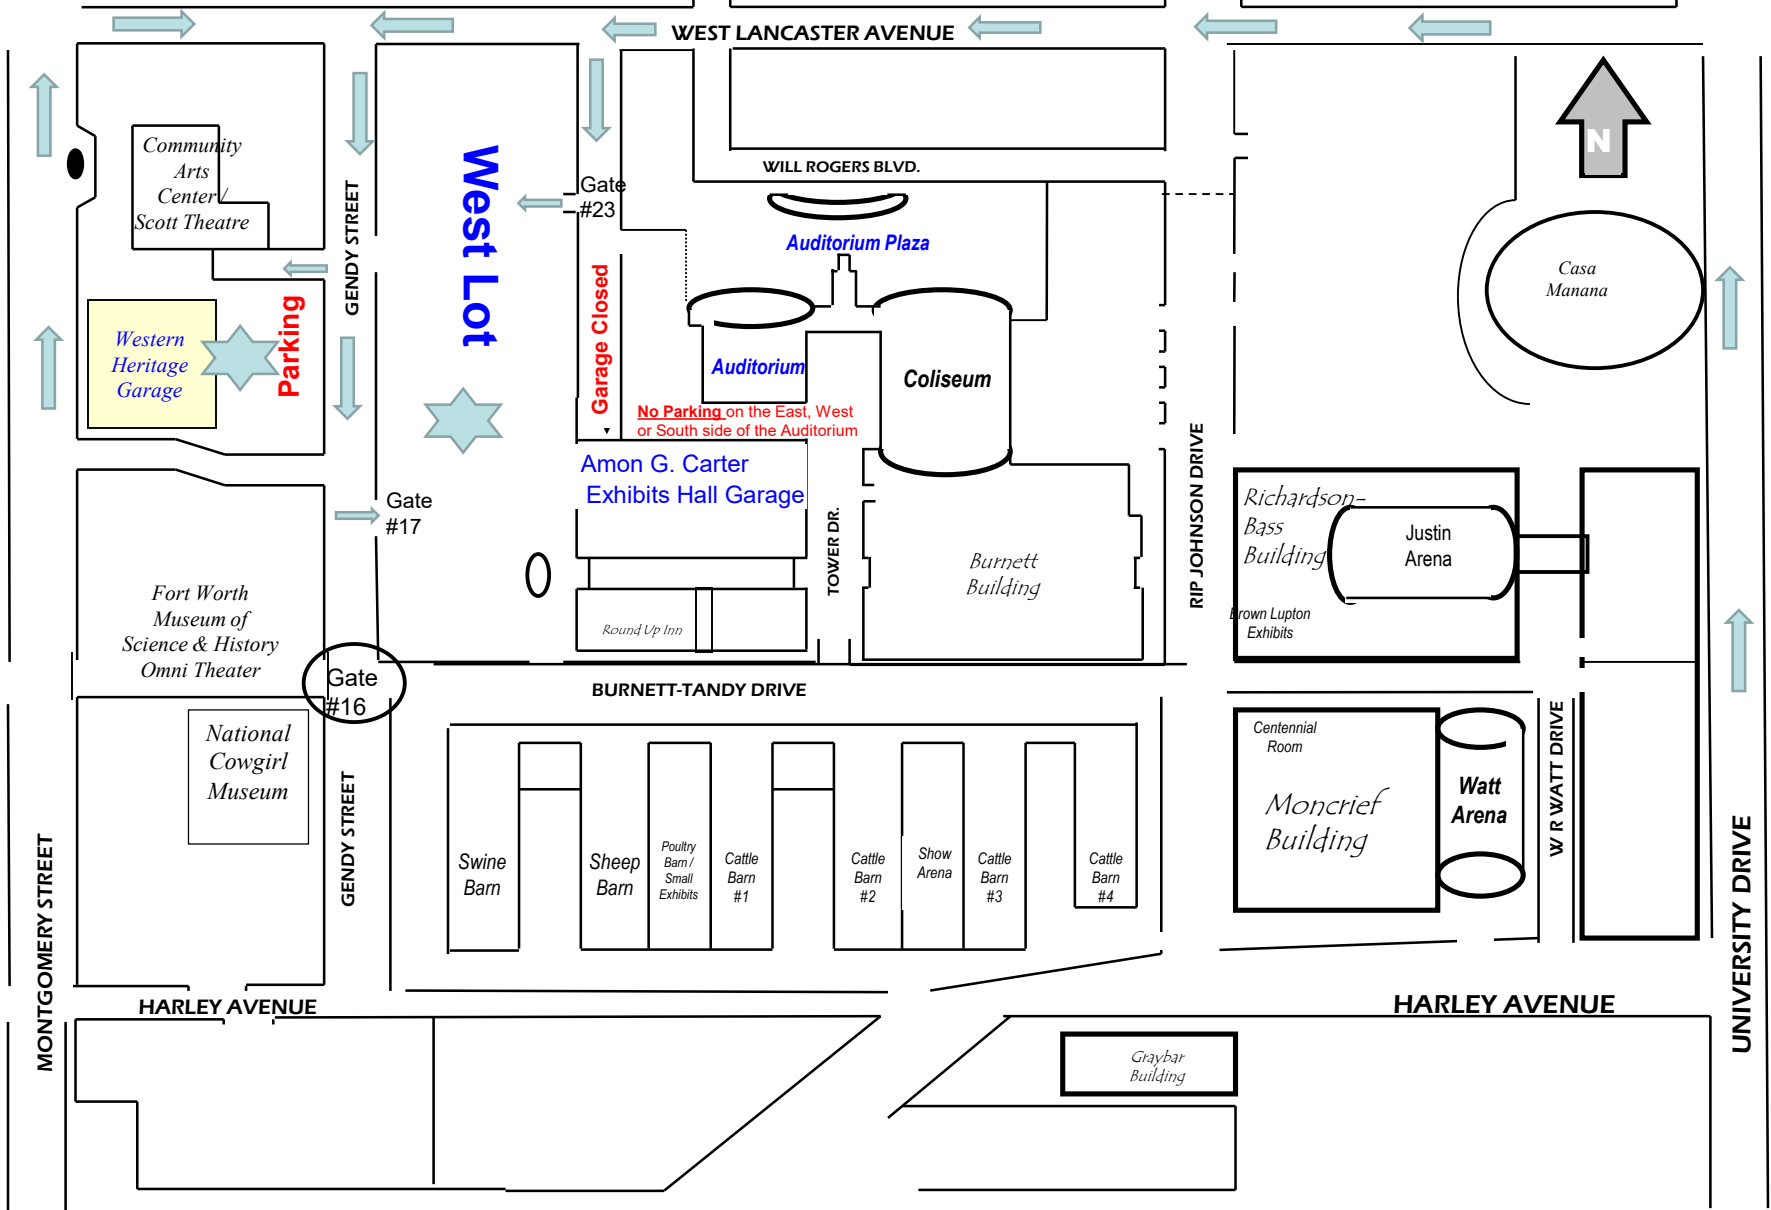 WEST LANCASTER AVENUE
N
Community
Arts
Center /
Scott Theatre
GENDY STREET
West Lot
Gate
#23
WILL ROGERS BLVD.
Auditorium Plaza
Casa
Manana
Western
Heritage
Garage
Parking
Garage Closed
Auditorium
Coliseum
No Parking on the East, West
or South side of the Auditorium
Amon G. Carter
Exhibits Hall Garage
Gate
#17
TOWER DR.
RIP JOHNSON DRIVE
Richardson-
Bass
Building
Justin
Arena
Burnett
Building
Brown Lupton
Exhibits
Fort Worth
Museum of
Science & History
Omni Theater
Round Up Inn
Gate
#16
BURNETT-TANDY DRIVE
National
Cowgirl
Museum
GENDY STREET
Centennial
Room
Moncrief
Building
Watt
Arena
W R WATT DRIVE
Swine
Barn
Sheep
Barn
Poultry
Barn /
Small
Exhibits
Cattle
Barn
#1
Cattle
Barn
#2
Show
Arena
Cattle
Barn
#3
Cattle
Barn
#4
MONTGOMERY STREET
UNIVERSITY DRIVE
HARLEY AVENUE
HARLEY AVENUE
Graybar
Building